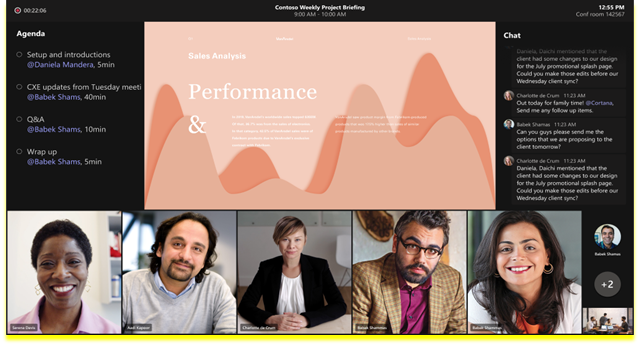 00:22:06
Contoso Weekly Project Briefing
9:00 AM - 10:00 AM
12:55 PM
Conf room 142567
Agenda
Setup and introductions
@Daniela Mandera, 5min
CXE updates from Tuesday meeti
@Babek Shams, 40min
Q&A
@Babek Shams, 10min
Wrap up
@Babek Shams, 5min
Sales Analysis
Performance
&
Chat
Daniela, Daichi mentioned that the
client had some changes to our design
for the July promotional splash page.
Could you make those edits before our
Wednesday client sync?
Charlotte de Crum 11:23 AM
Out today for family time! @Cortana,
Send me any follow up items.
Babek Shamas 11:23 AM
Can you guys please send me the
options that we are proposing to the
client tomorrow?
Charlotte de Crum 11:23 AM
Daniela, Daichi mentioned that the
client had some changes to our design
for the July promotional splash page.
Could you make those edits before our
Wednesday client sync?
Serena Davis
Aadi Kapoor
Charlotte de Crum
Babek Shammas
Babek Shammas
Babek Shamas
+2